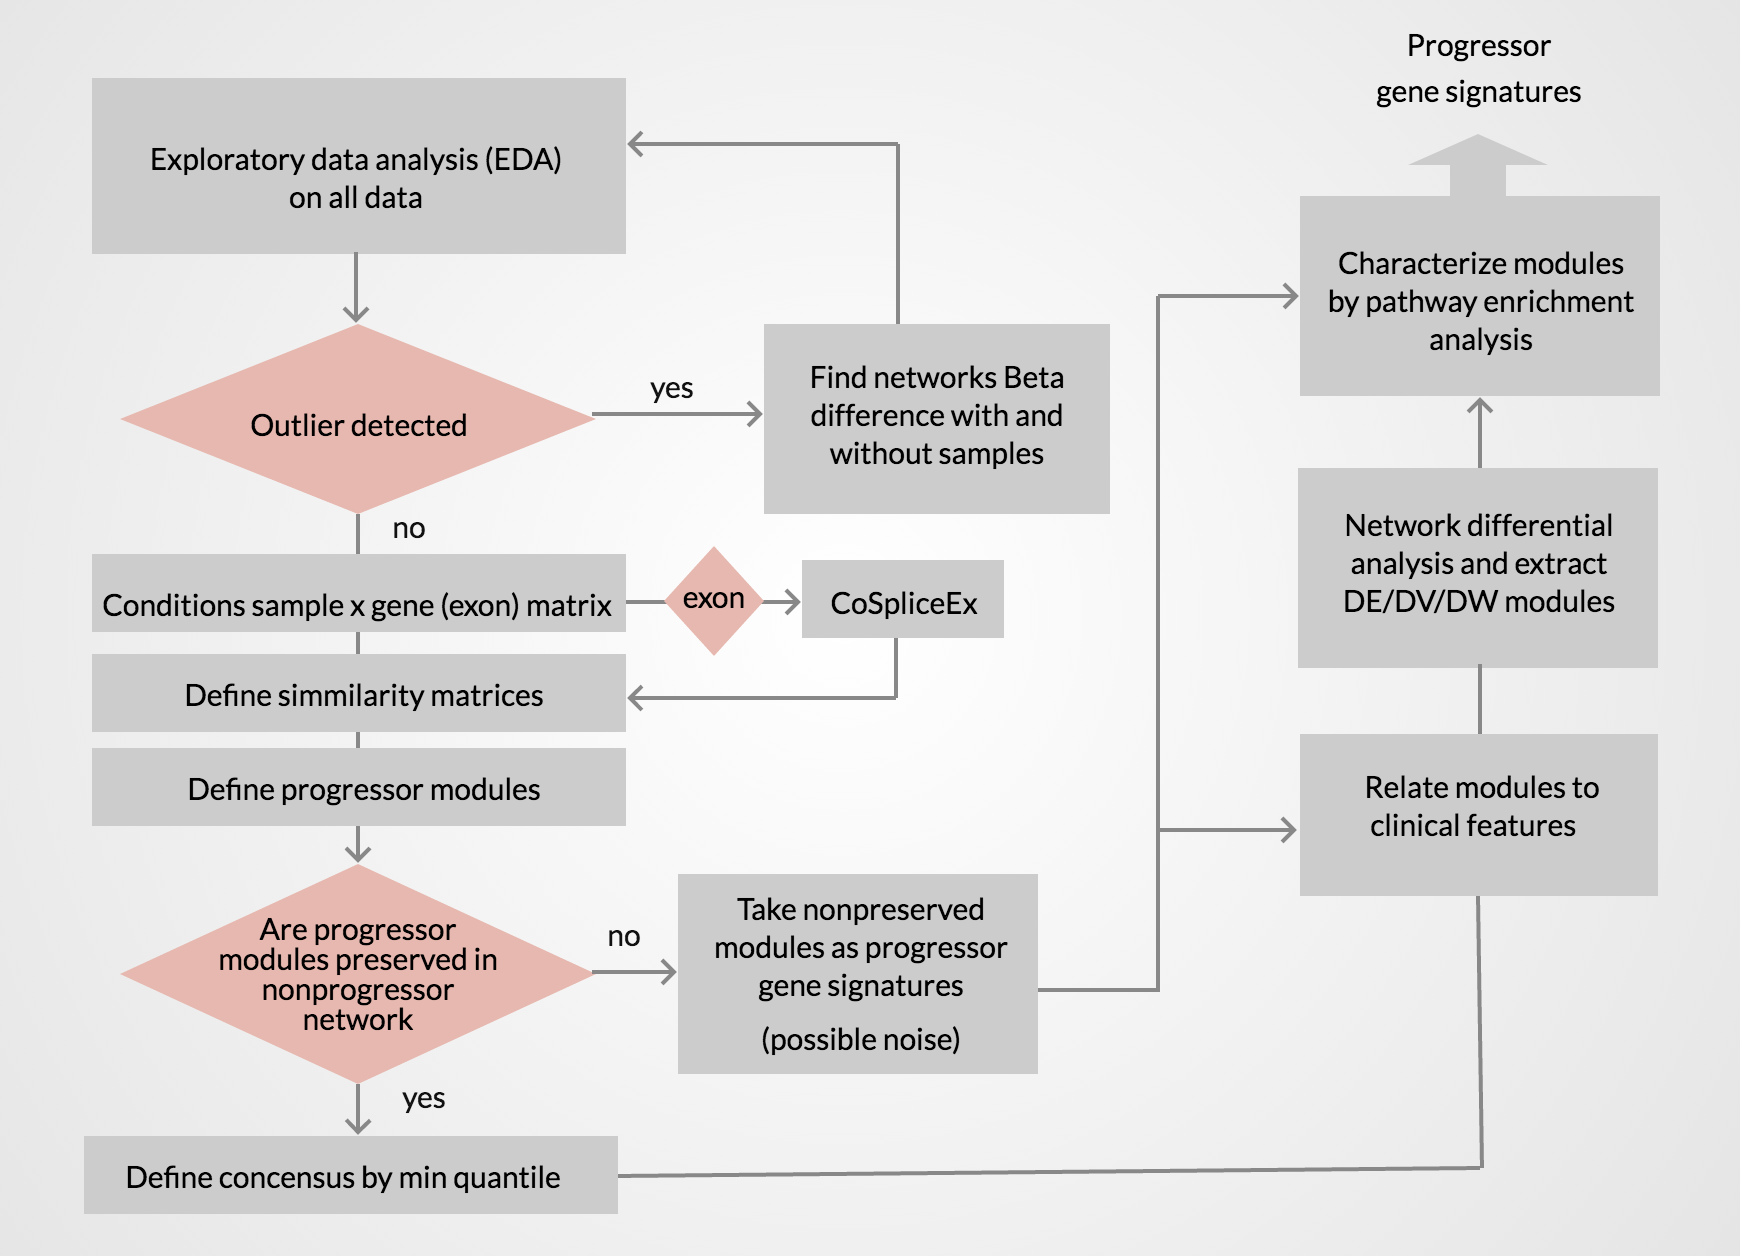 Progressor
gene signatures
Exploratory data analysis (EDA)
on all data
Characterize modules
by pathway enrichment
analysis
Outlier detected
yes
Find networks Beta
difference with and
without samples
no
Network differential
analysis and extract
DE/DV/DW modules
Conditions sample x gene (exon) matrix
exon
CoSpliceEx
Define simmilarity matrices
Define progressor modules
Relate modules to
clinical features
Are progressor
modules preserved in
nonprogressor
network
no
Take nonpreserved
modules as progressor
gene signatures
(possible noise)
yes
Define concensus by min quantile